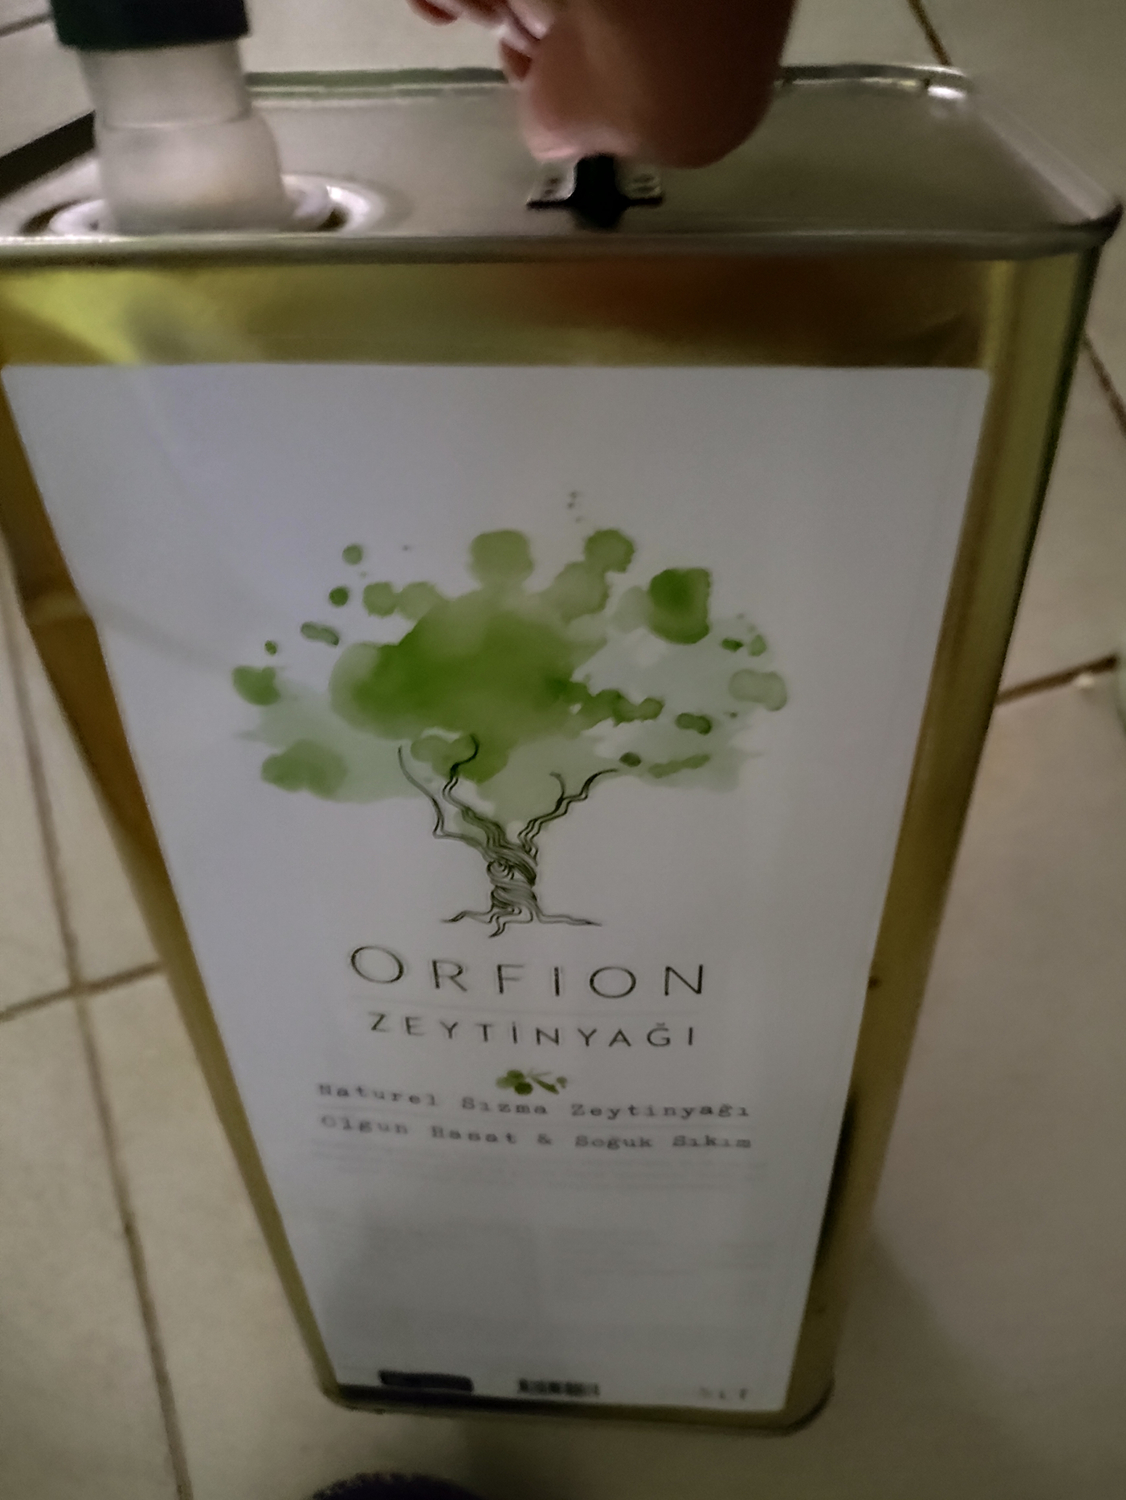 ORFION
ZEYTİNYAĞI
Naturel Sızma Zeytinyağı
Olgun Hasat & Soğuk Sıkım